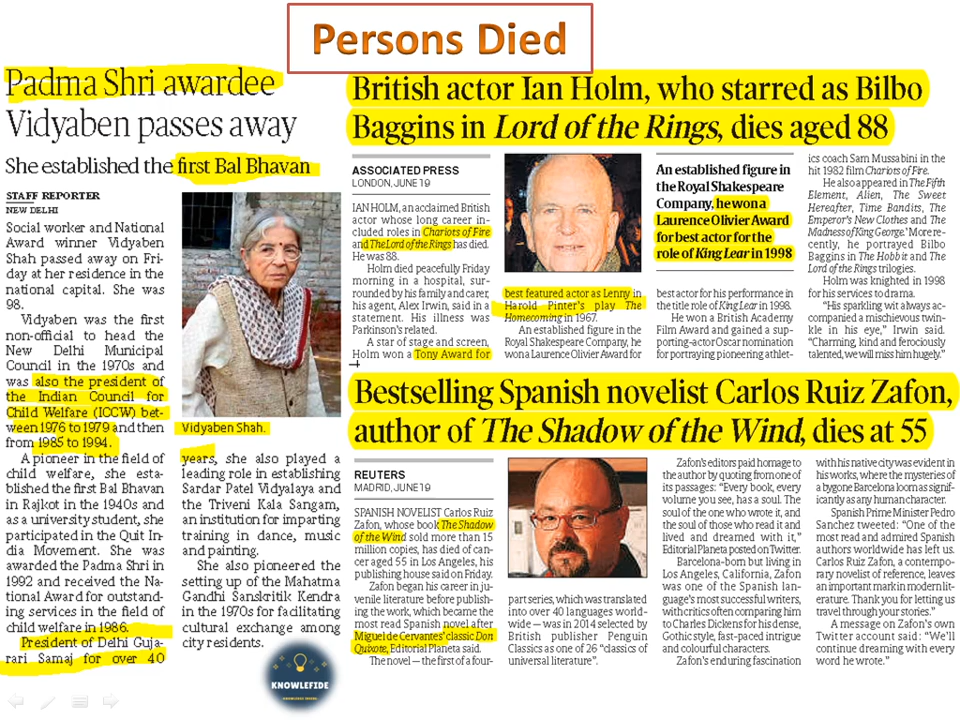 Persons Died
Padma Shri awardee
Vidyaben passes away
She established the first Bal Bhavan
STAFF REPORTER
NEW DELHI
Social worker and National
Award winner Vidyaben
Shah passed away on Fri-
day at her residence in the
national capital. She was
98.
Vidyaben was the first
non-official to head the
New Delhi Municipal
Council in the 1970s and
was also the president of
the Indian Council for
Child Welfare (ICCW) bet-
ween 1976 to 1979 and then
from 1985 to 1994.
A pioneer in the field of
child welfare, she esta-
blished the first Bal Bhavan
in Rajkot in the 1940s and
as a university student, she
participated in the Quit In-
dia Movement. She was
awarded the Padma Shri in
1992 and received the Na-
tional Award for outstand-
ing services in the field of
child welfare in 1986.
President of Delhi Guja-
rari Samaj for over 40
Vidyaben Shah.
years, she also played a
leading role in establishing
Sardar Patel Vidyalaya and
the Triveni Kala Sangam,
an institution for imparting
training in dance, music
and painting.
She also pioneered the
setting up of the Mahatma
Gandhi Sanskritik Kendra
in the 1970s for facilitating
cultural exchange among
city residents.
KNOWLEFIDE
British actor Ian Holm, who starred as Bilbo
Baggins in Lord of the Rings, dies aged 88
ASSOCIATED PRESS
LONDON, JUNE 19
IAN HOLM, an acclaimed British
actor whose long career in-
cluded roles in Chariots of Fire
and The Lord of the Rings has died.
He was 88.
Holm died peacefully Friday
morning in a hospital, sur-
rounded by his family and carer,
his agent, Alex Irwin, said in a
statement. His illness was
Parkinson's related.
A star of stage and screen,
Holm won a Tony Award for
best featured actor as Lenny in
Harold Pinter's play The
Homecoming in 1967.
An established figure in the
Royal Shakespeare Company, he
won a Laurence Olivier Award for
An established figure in
the Royal Shakespeare
Company, he won a
Laurence Olivier Award
for best actor for the
role of King Lear in 1998
best actor for his performance in
the title role of King Lear in 1998.
He won a British Academy
Film Award and gained a sup-
porting-actor Oscar nomination
for portraying pioneering athlet-
ics coach Sam Mussabini in the
hit 1982 film Chariots of Fire.
He also appeared in The Fifth
Element, Alien, The Sweet
Hereafter, Time Bandits, The
Emperor's New Clothes and The
Madness of King George.' More re-
cently, he portrayed Bilbo
Baggins in The Hobbit and The
Lord of the Rings trilogies.
Holm was knighted in 1998
for his services to drama.
"His sparkling wit always ac-
companied a mischievous twin-
kle in his eye," Irwin said.
"Charming, kind and ferociously
talented, we will miss him hugely."
Bestselling Spanish novelist Carlos Ruiz Zafon,
author of The Shadow of the Wind, dies at 55
REUTERS
MADRID, JUNE 19
SPANISH NOVELIST Carlos Ruiz
Zafon, whose book The Shadow
of the Wind sold more than 15
million copies, has died of can-
cer aged 55 in Los Angeles, his
publishing house said on Friday.
Zafon began his career in ju-
venile literature before publish-
ing the work, which became the
most read Spanish novel after
Miguel de Cervantes' classic Don
Quixote, Editorial Planeta said.
The novel — the first of a four-
part series, which was translated
into over 40 languages world-
wide — was in 2014 selected by
British publisher Penguin
Classics as one of 26 "classics of
universal literature".
Zafon's editors paid homage to
the author by quoting from one of
its passages: "Every book, every
volume you see, has a soul. The
soul of the one who wrote it, and
the soul of those who read it and
lived and dreamed with it,"
Editorial Planeta posted on Twitter.
Barcelona-born but living in
Los Angeles, California, Zafon
was one of the Spanish lan-
guage's most successful writers,
with critics often comparing him
to Charles Dickens for his dense,
Gothic style, fast-paced intrigue
and colourful characters.
Zafon's enduring fascination
with his native city was evident in
his works, where the mysteries of
a bygone Barcelona loom as signif-
icantly as any human character.
Spanish Prime Minister Pedro
Sanchez tweeted: "One of the
most read and admired Spanish
authors worldwide has left us.
Carlos Ruiz Zafon, a contempo-
rary novelist of reference, leaves
an important mark in modern lit-
erature. Thank you for letting us
travel through your stories."
A message on Zafon's own
Twitter account said: "We'll
continue dreaming with every
word he wrote."